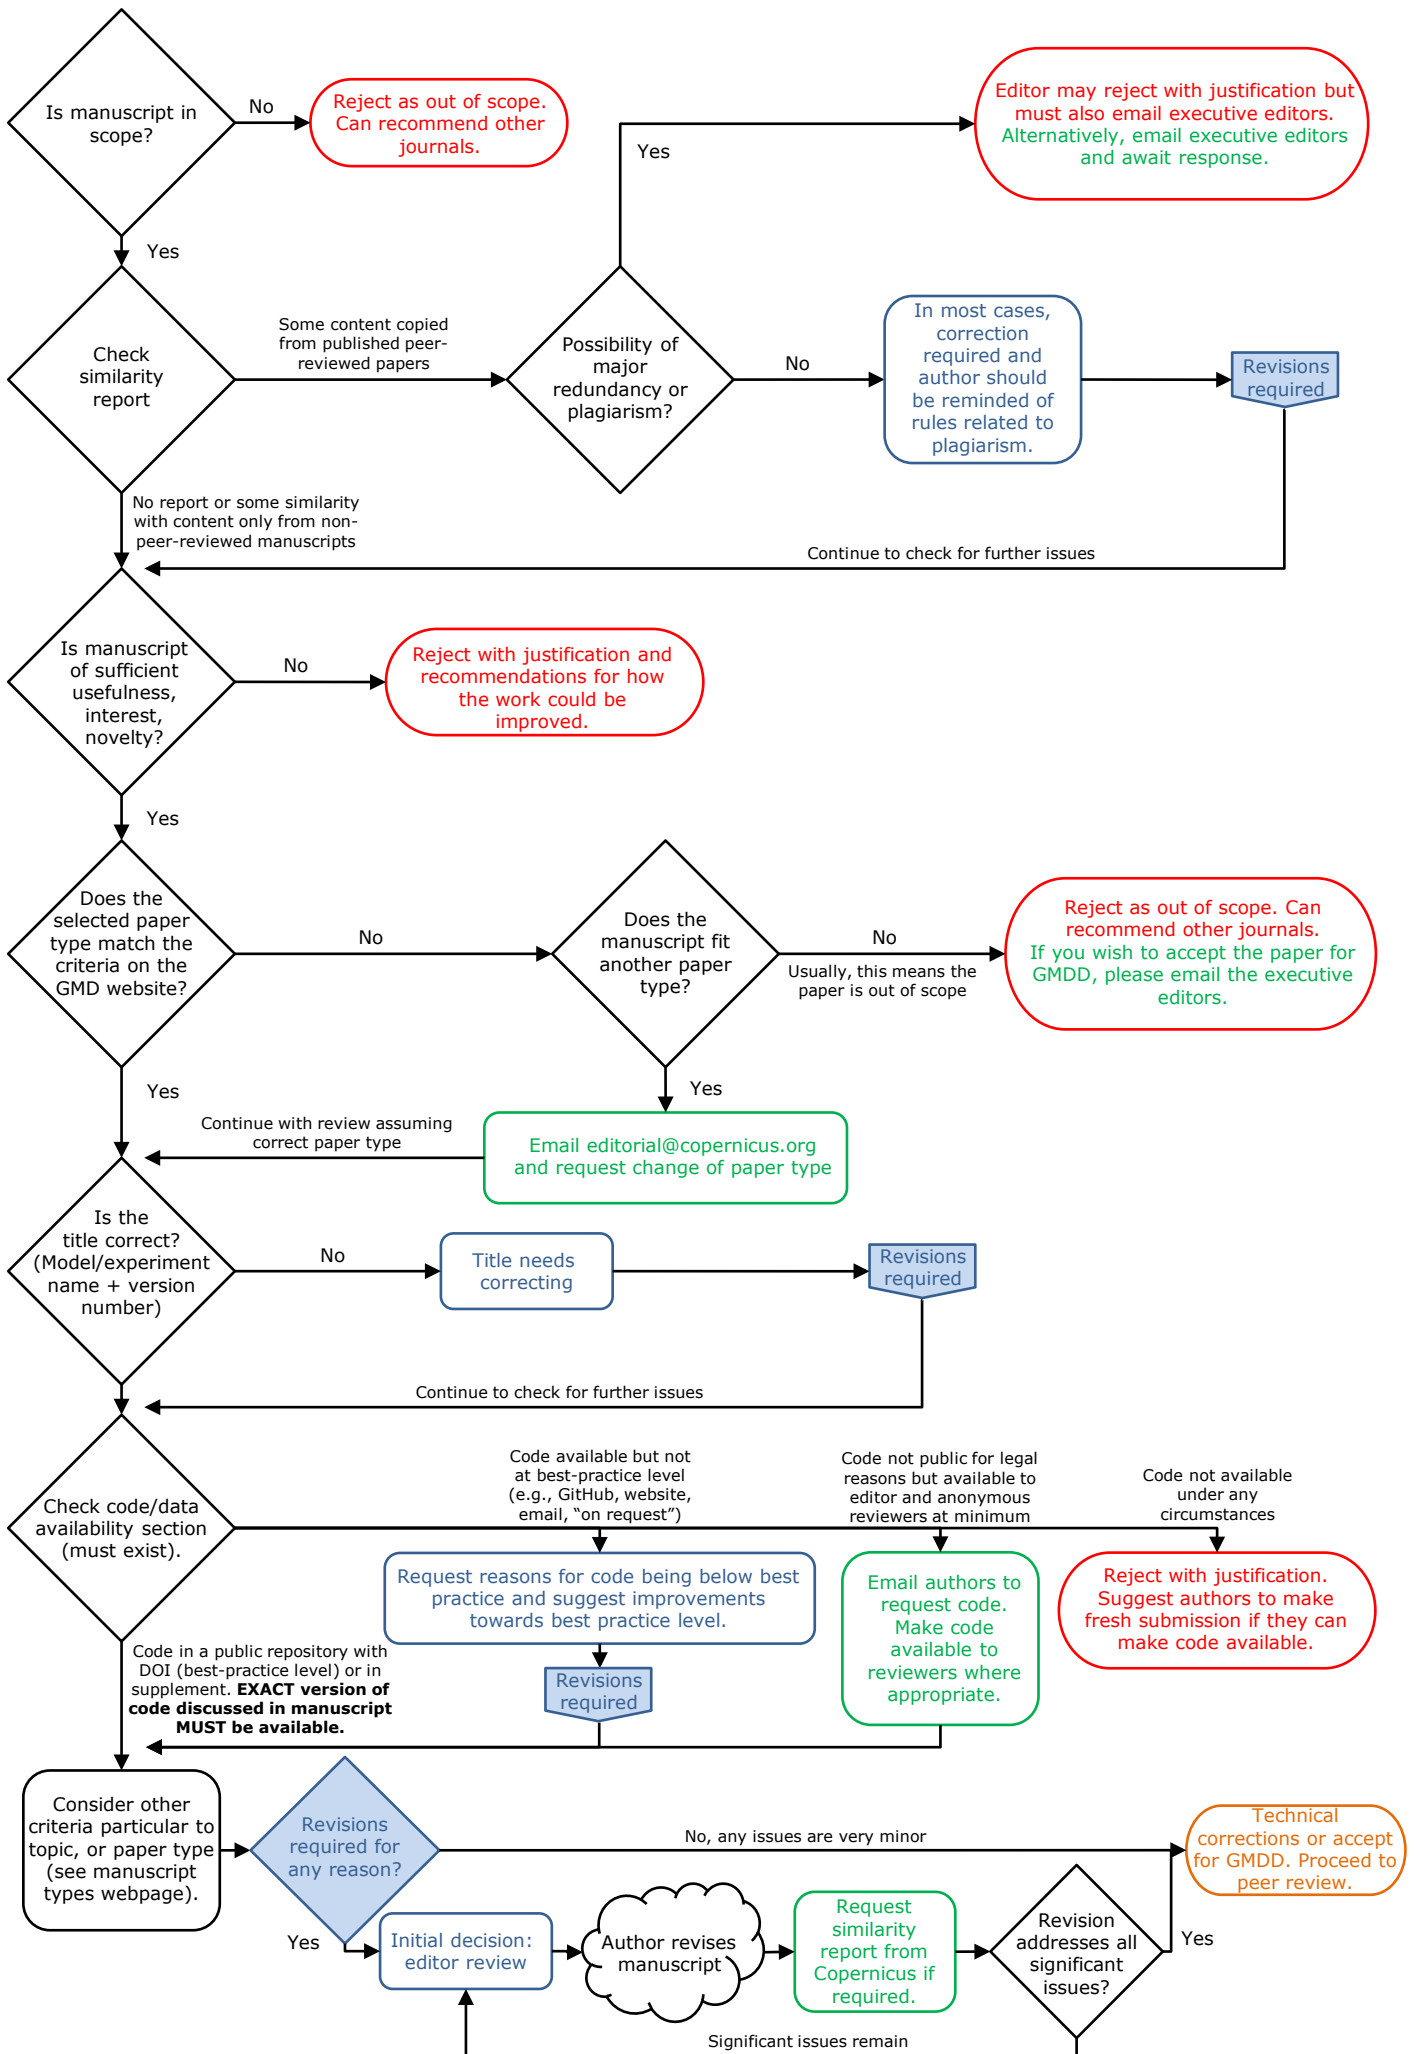 Is manuscript in
scope?
No
Reject as out of scope.
Can recommend other
journals.
Yes
Editor may reject with justification but
must also email executive editors.
Alternatively, email executive editors
and await response.
Yes
Check
similarity
report
Some content copied
from published peer-
reviewed papers
Possibility of
major
redundancy or
plagiarism?
No
In most cases,
correction
required and
author should
be reminded of
rules related to
plagiarism.
Revisions
required
No report or some similarity
with content only from non-
peer-reviewed manuscripts
Continue to check for further issues
Is manuscript
of sufficient
usefulness,
interest,
novelty?
No
Reject with justification and
recommendations for how
the work could be
improved.
Yes
Does the
selected paper
type match the
criteria on the
GMD website?
No
Does the
manuscript fit
another paper
type?
No
Usually, this means the
paper is out of scope
Reject as out of scope. Can
recommend other journals.
If you wish to accept the paper for
GMDD, please email the executive
editors.
Yes
Yes
Continue with review assuming
correct paper type
Email editorial@copernicus.org
and request change of paper type
Is the
title correct?
(Model/experiment
name + version
number)
No
Title needs
correcting
Revisions
required
Continue to check for further issues
Check code/data
availability section
(must exist).
Code available but not
at best-practice level
(e.g., GitHub, website,
email, “on request”)
Code not public for legal
reasons but available to
editor and anonymous
reviewers at minimum
Code not available
under any
circumstances
Request reasons for code being below best
practice and suggest improvements
towards best practice level.
Email authors to
request code.
Make code
available to
reviewers where
appropriate.
Reject with justification.
Suggest authors to make
fresh submission if they can
make code available.
Revisions
required
Code in a public repository with
DOI (best-practice level) or in
supplement. EXACT version of
code discussed in manuscript
MUST be available.
Consider other
criteria particular to
topic, or paper type
(see manuscript
types webpage).
Revisions
required for
any reason?
No, any issues are very minor
Technical
corrections or accept
for GMDD. Proceed to
peer review.
Yes
Initial decision:
editor review
Author revises
manuscript
Request
similarity
report from
Copernicus if
required.
Revision
addresses all
significant
issues?
Yes
Significant issues remain